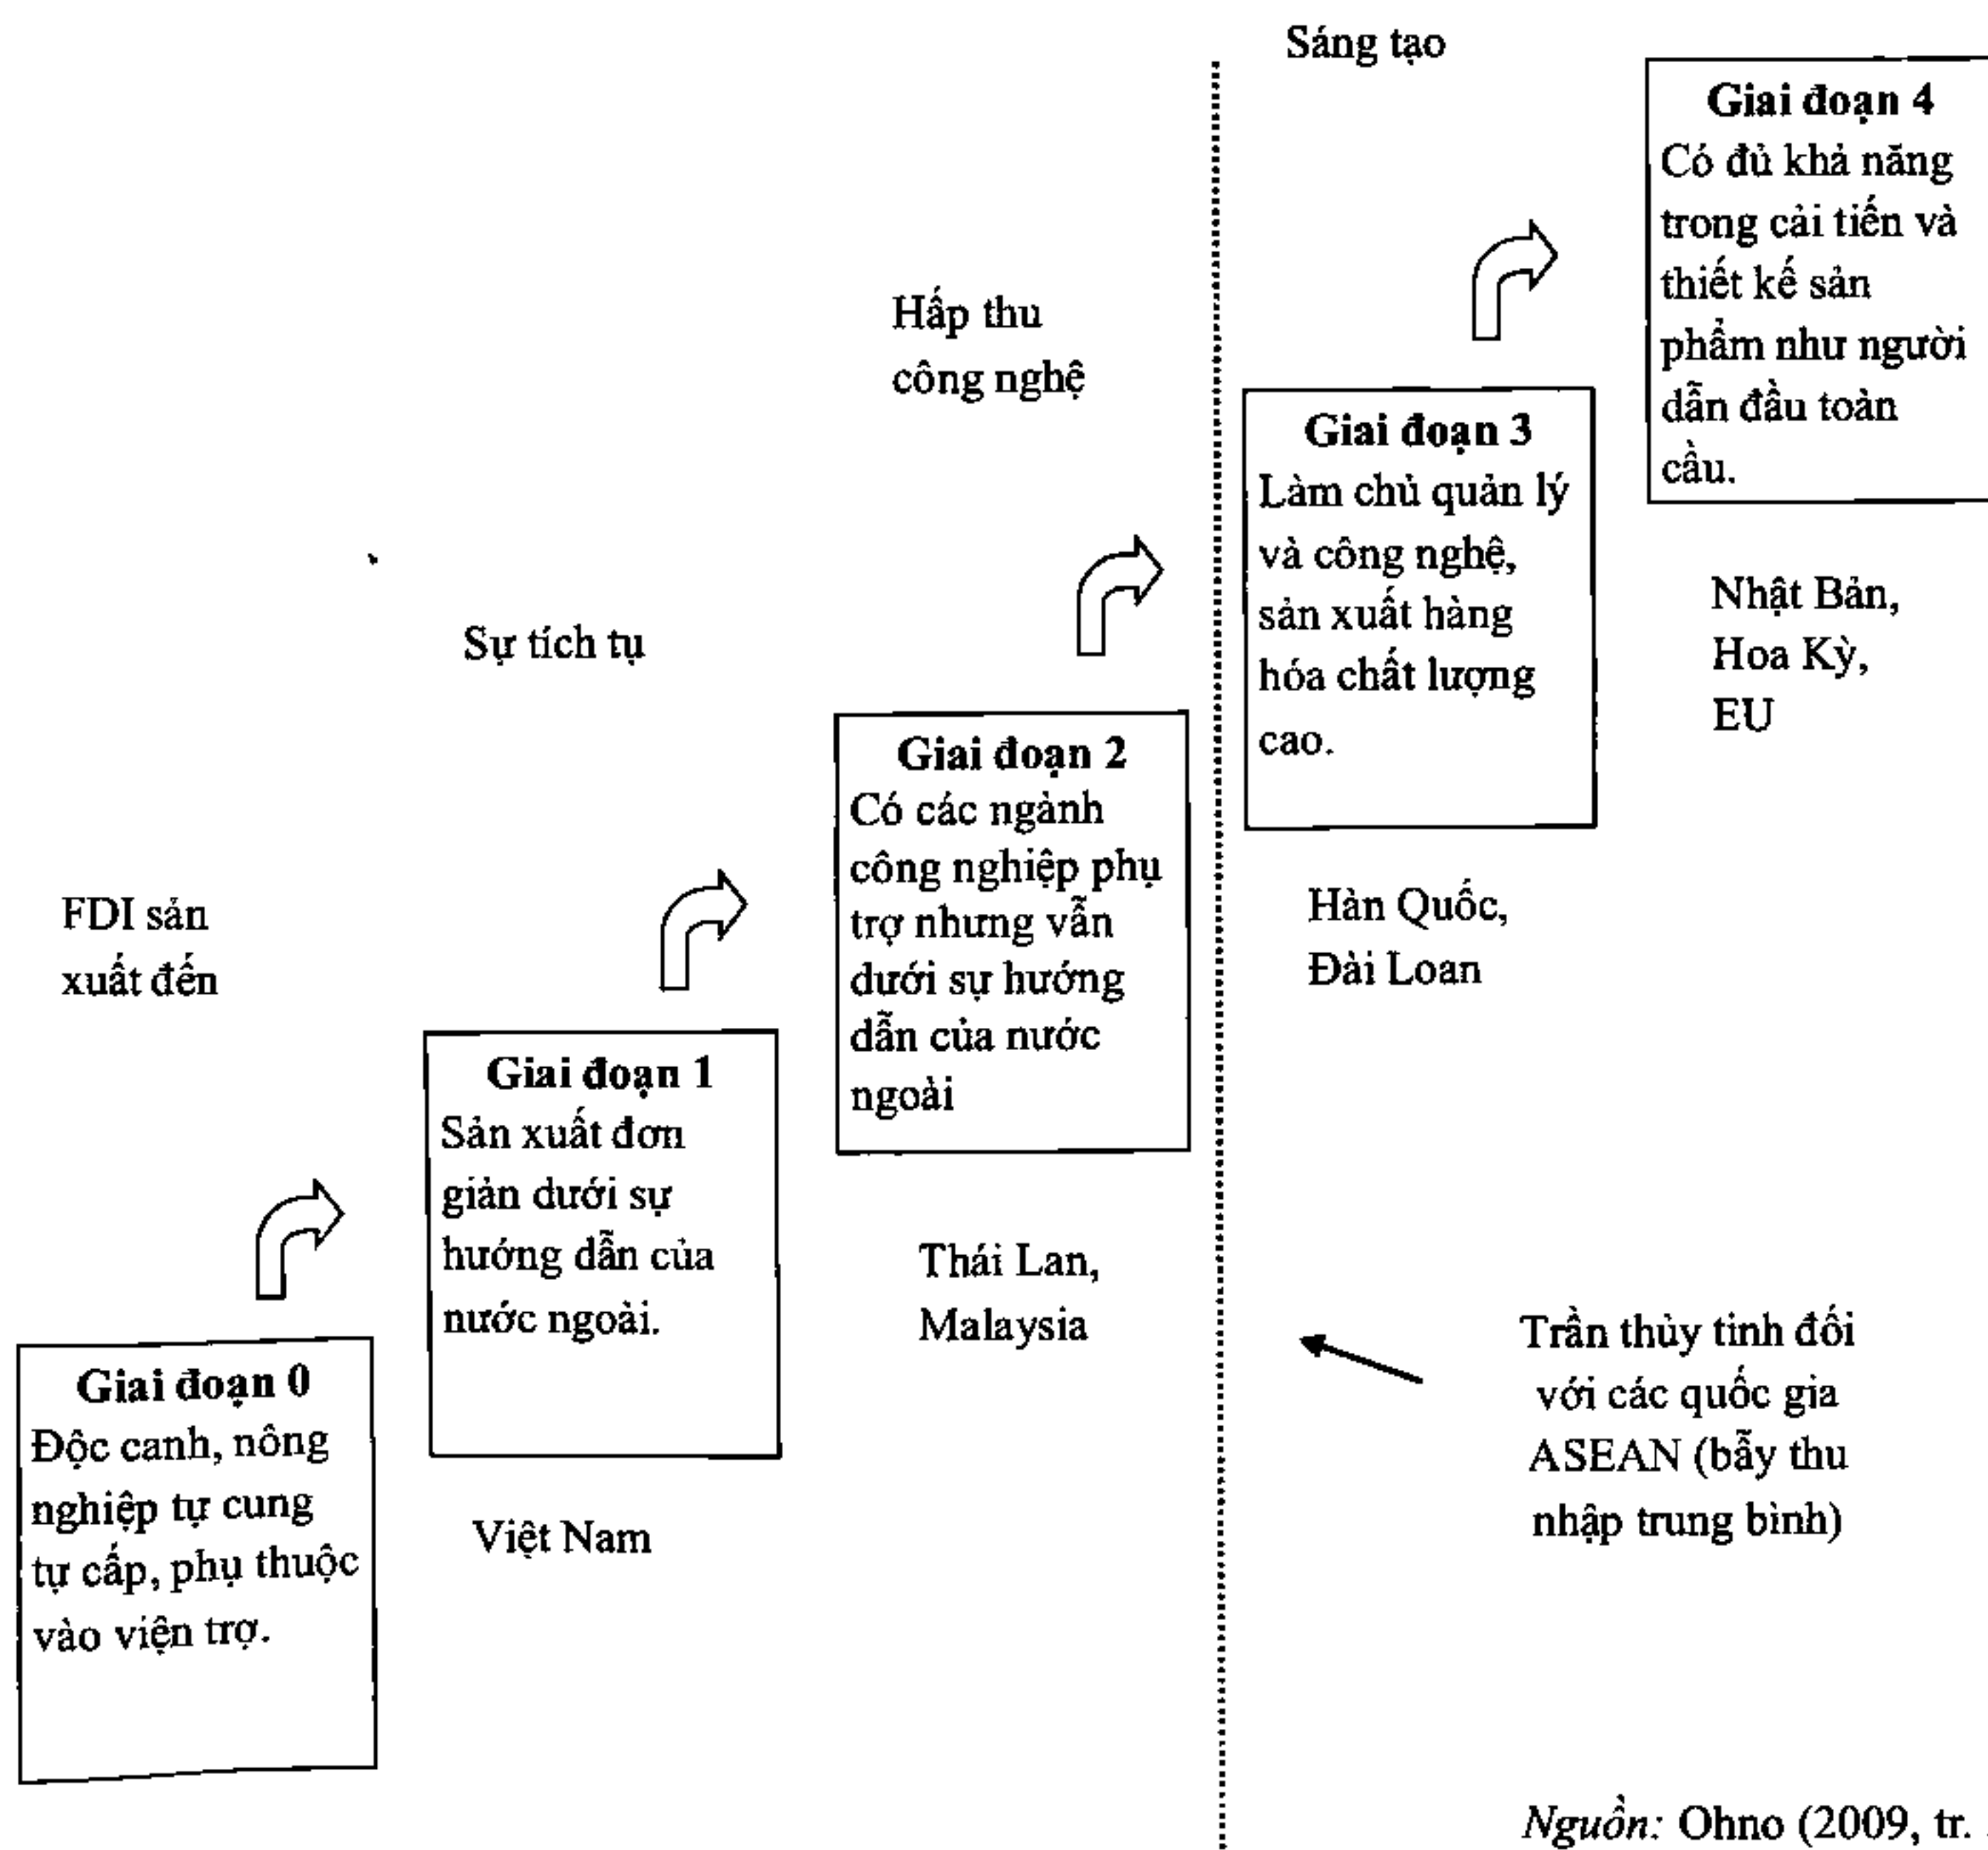 Sáng tạo
Giai đoạn 4
Có đủ khả năng
trong cải tiến và
thiết kế sản
phẩm như người
dẫn đầu toàn
cầu.
Nhật Bản,
Hoa Kỳ,
EU
Hấp thu
công nghệ
Giai đoạn 3
Làm chủ quản lý
và công nghệ,
sản xuất hàng
hóa chất lượng
cao.
Hàn Quốc,
Đài Loan
Sự tích tụ
Giai đoạn 2
Có các ngành
công nghiệp phụ
trợ nhưng vẫn
dưới sự hướng
dẫn của nước
ngoài
Thái Lan,
Malaysia
FDI sản
xuất đến
Giai đoạn 1
Sản xuất đơn
giản dưới sự
hướng dẫn của
nước ngoài.
Việt Nam
Giai đoạn 0
Độc canh, nông
nghiệp tự cung
tự cấp, phụ thuộc
vào viện trợ.
Trần thủy tinh đối
với các quốc gia
ASEAN (bẫy thu
nhập trung bình)
Nguồn: Ohno (2009, tr.